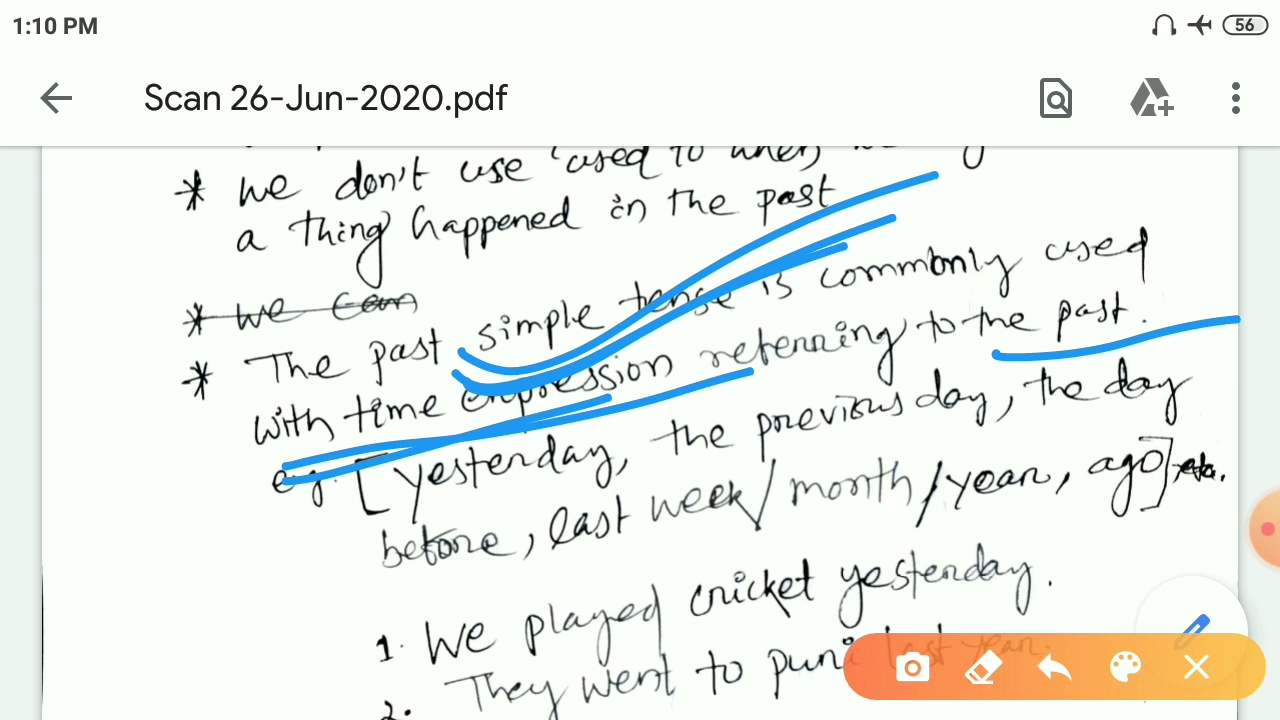 1:10 PM
56
Scan 26-Jun-2020.pdf
* we don't use 'used to when
a thing happened in the past
* we can
* The past simple tense is commonly used
with time expression referring to the past.
e.g. [yesterday, the previous day, the day
before, last week/month/year, ago], etc.
1. We played cricket yesterday.
2. They went to puri last year.